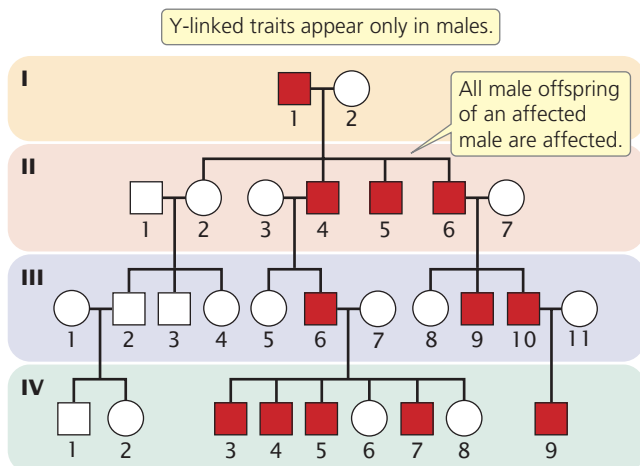 Y-linked traits appear only in males.
I
1 2
All male offspring
of an affected
male are affected.
II
1 2 3 4 5 6 7
III
1 2 3 4 5 6 7 8 9 10 11
IV
1 2 3 4 5 6 7 8 9